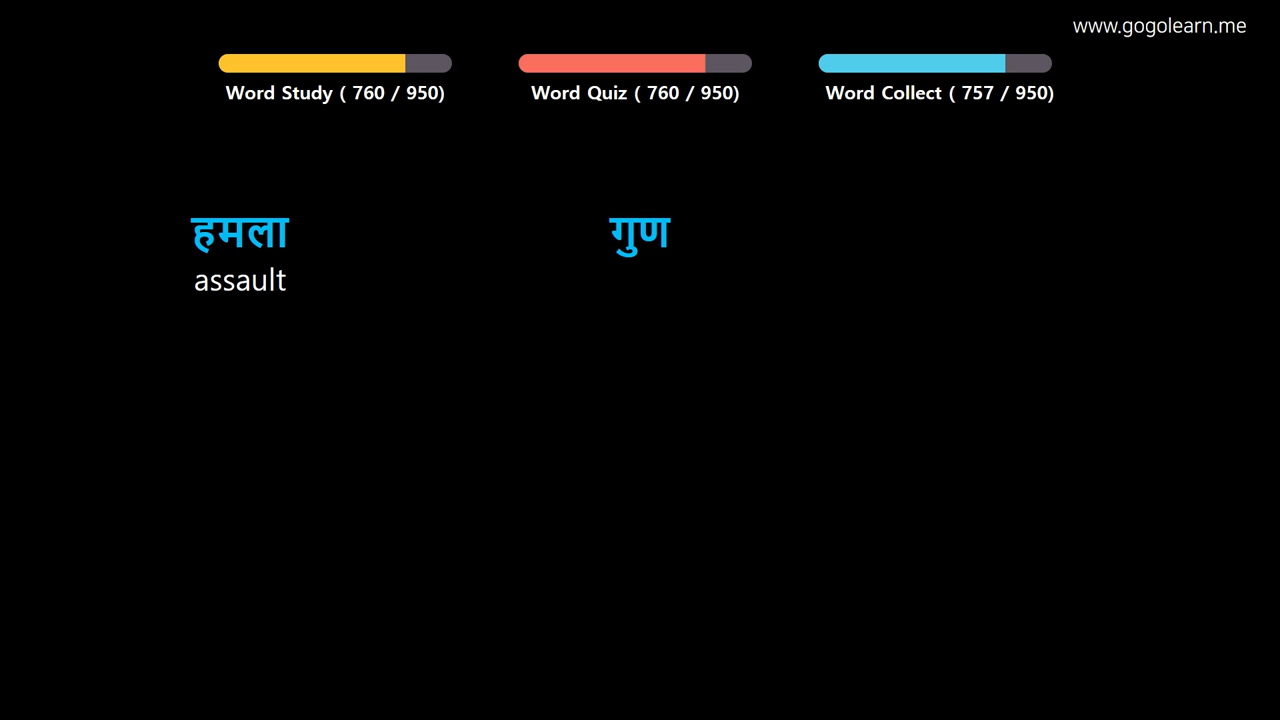 www.gogolearn.me
Word Study ( 760 / 950)
Word Quiz ( 760 / 950)
Word Collect ( 757 / 950)
हमला
assault
गुण